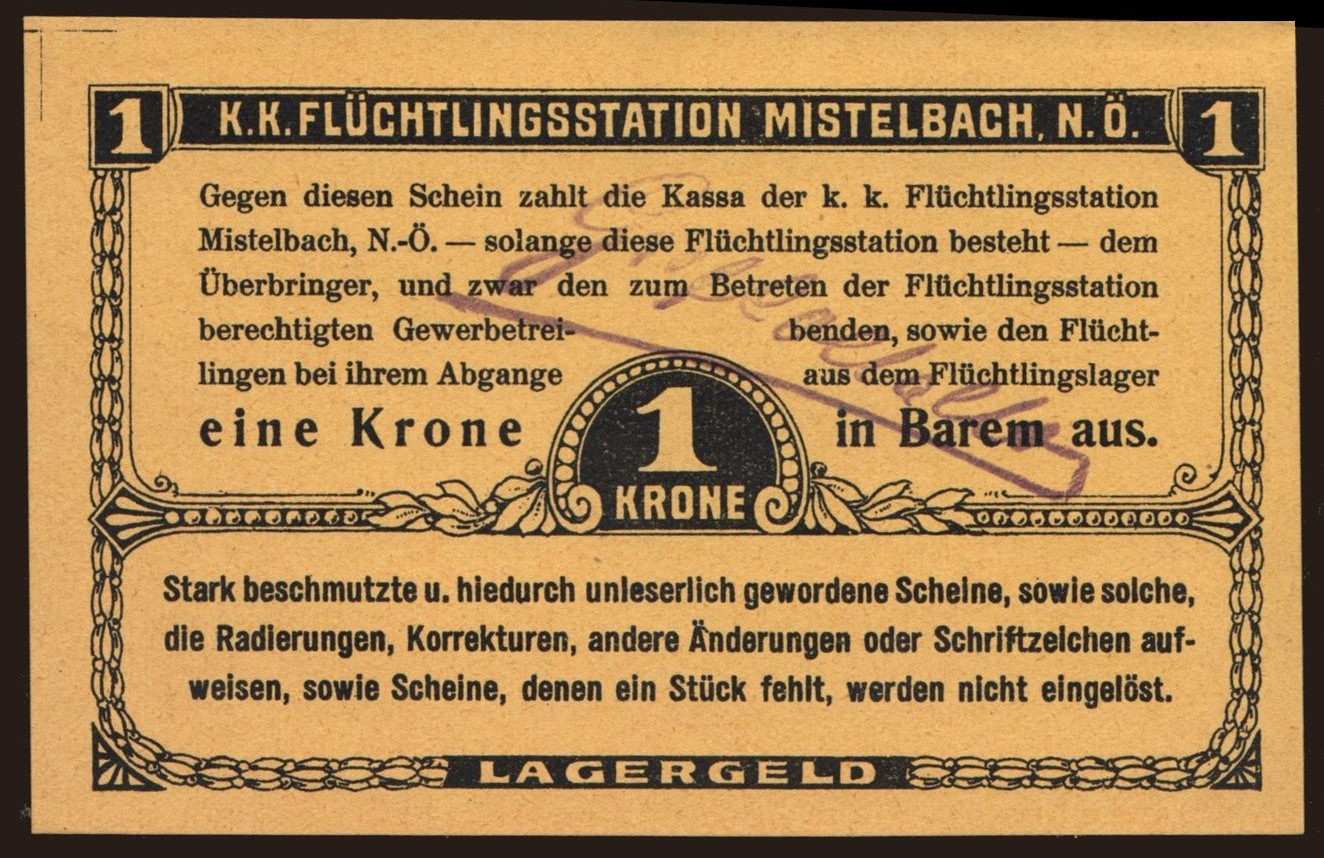 1 K.K. FLÜCHTLINGSSTATION MISTELBACH, N.Ö. 1
Gegen diesen Schein zahlt die Kassa der k. k. Flüchtlingsstation
Mistelbach, N.-Ö. — solange diese Flüchtlingsstation besteht — dem
Überbringer, und zwar den zum Betreten der Flüchtlingsstation
berechtigten Gewerbetrei- benden, sowie den Flücht-
lingen bei ihrem Abgange aus dem Flüchtlingslager
eine Krone in Barem aus.
1
KRONE
Stark beschmutzte u. hiedurch unleserlich gewordene Scheine, sowie solche,
die Radierungen, Korrekturen, andere Änderungen oder Schriftzeichen auf-
weisen, sowie Scheine, denen ein Stück fehlt, werden nicht eingelöst.
LAGERGELD